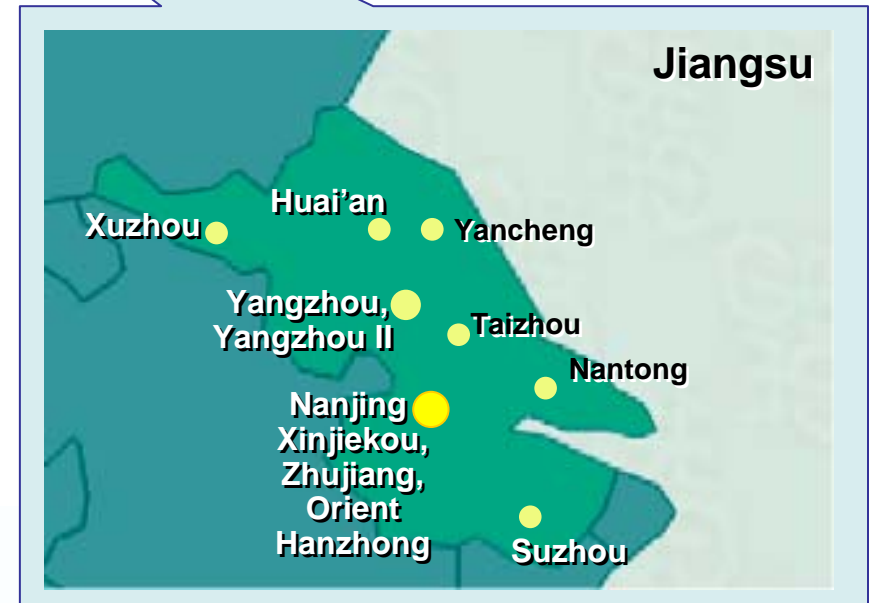 Jiangsu
Huai'an
Xuzhou
Yancheng
Yangzhou,
Yangzhou II
Taizhou
Nantong
Nanjing
Xinjiekou,
Zhujiang,
Orient
Hanzhong
Suzhou